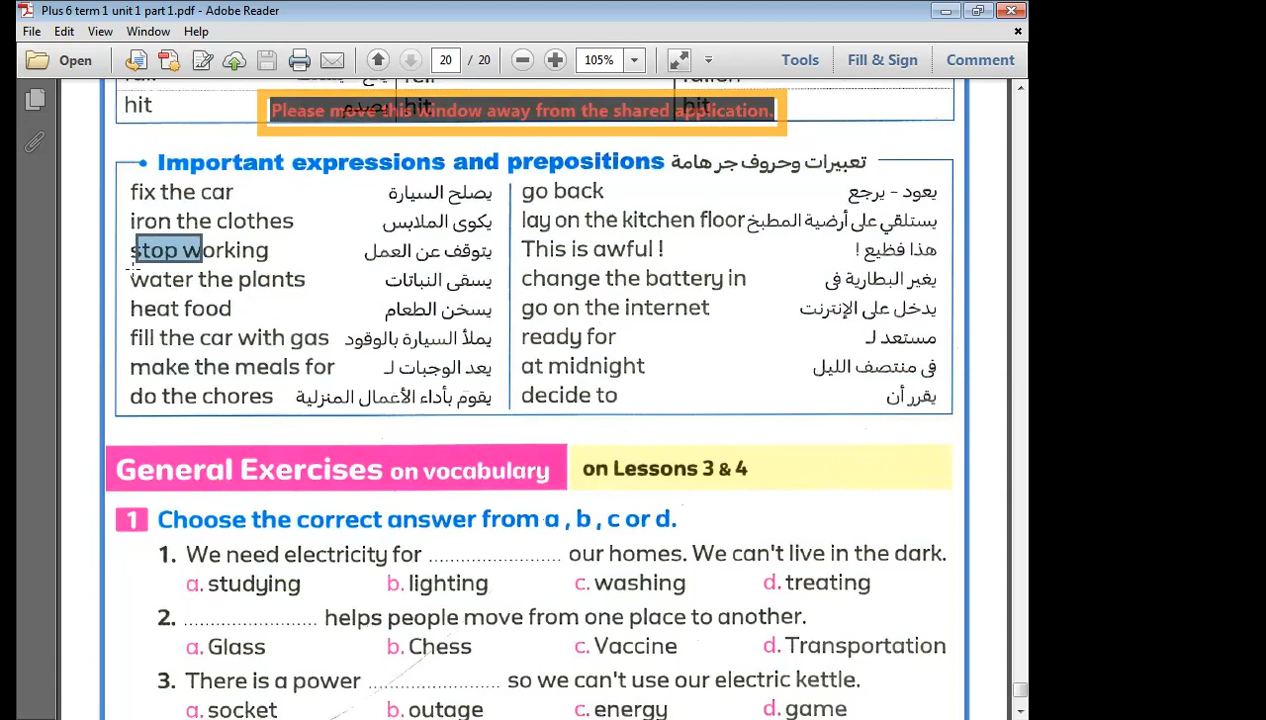 Plus 6 term 1 unit 1 part 1.pdf - Adobe Reader
File Edit View Window Help
Open 20 / 20 105% Tools Fill & Sign Comment
hit يصدم hit hit
Please move this window away from the shared application.
Important expressions and prepositions تعبيرات وحروف جر هامة
fix the car يصلح السيارة go back يعود - يرجع
iron the clothes يكوى الملابس lay on the kitchen floor يستلقي على أرضية المطبخ
stop working يتوقف عن العمل This is awful ! هذا فظيع !
water the plants يسقى النباتات change the battery in يغير البطارية فى
heat food يسخن الطعام go on the internet يدخل على الإنترنت
fill the car with gas يملأ السيارة بالوقود ready for مستعد لـ
make the meals for يعد الوجبات لـ at midnight فى منتصف الليل
do the chores يقوم بأداء الأعمال المنزلية decide to يقرر أن
General Exercises on vocabulary on Lessons 3 & 4
1 Choose the correct answer from a , b , c or d.
1. We need electricity for ........................ our homes. We can't live in the dark.
a. studying b. lighting c. washing d. treating
2. ........................ helps people move from one place to another.
a. Glass b. Chess c. Vaccine d. Transportation
3. There is a power ........................ so we can't use our electric kettle.
a. socket b. outage c. energy d. game